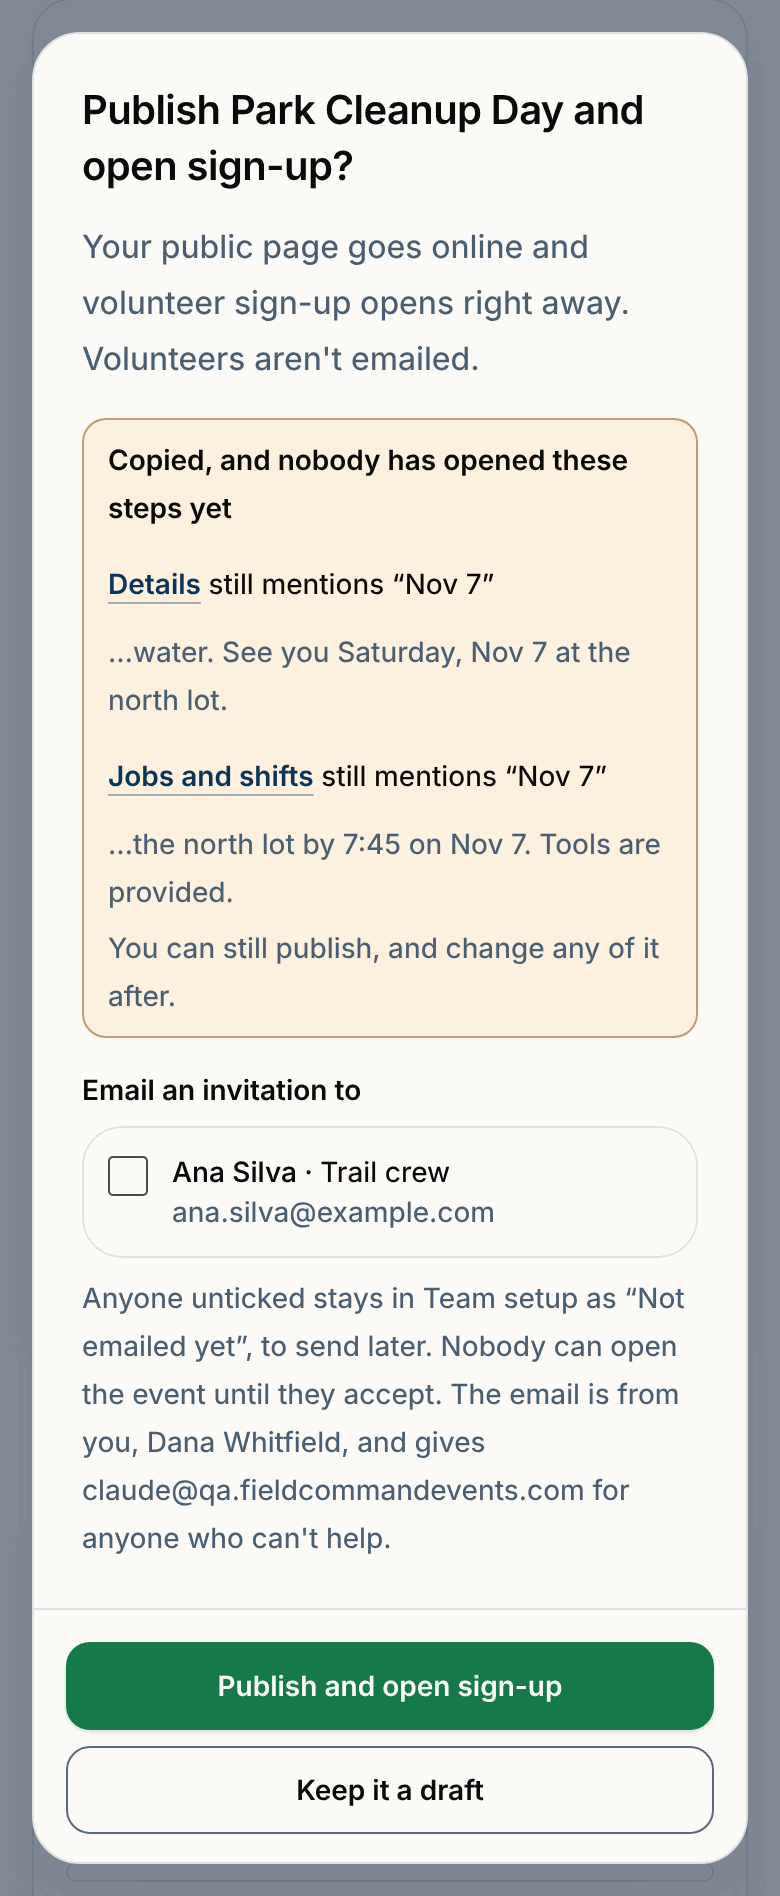 Publish Park Cleanup Day and
open sign-up?
Your public page goes online and
volunteer sign-up opens right away.
Volunteers aren't emailed.
Copied, and nobody has opened these
steps yet
Details still mentions “Nov 7”
…water. See you Saturday, Nov 7 at the
north lot.
Jobs and shifts still mentions “Nov 7”
…the north lot by 7:45 on Nov 7. Tools are
provided.
You can still publish, and change any of it
after.
Email an invitation to
Ana Silva · Trail crew
ana.silva@example.com
Anyone unticked stays in Team setup as “Not
emailed yet”, to send later. Nobody can open
the event until they accept. The email is from
you, Dana Whitfield, and gives
claude@qa.fieldcommandevents.com for
anyone who can't help.
Publish and open sign-up
Keep it a draft